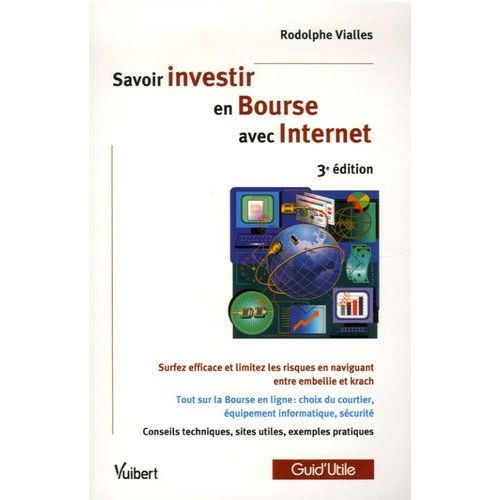 Rodolphe Vialles
Savoir investir
en Bourse
avec Internet
3e édition
Surfez efficace et limitez les risques en naviguant
entre embellie et krach
Tout sur la Bourse en ligne : choix du courtier,
équipement informatique, sécurité
Conseils techniques, sites utiles, exemples pratiques
Vuibert
Guid'Utile